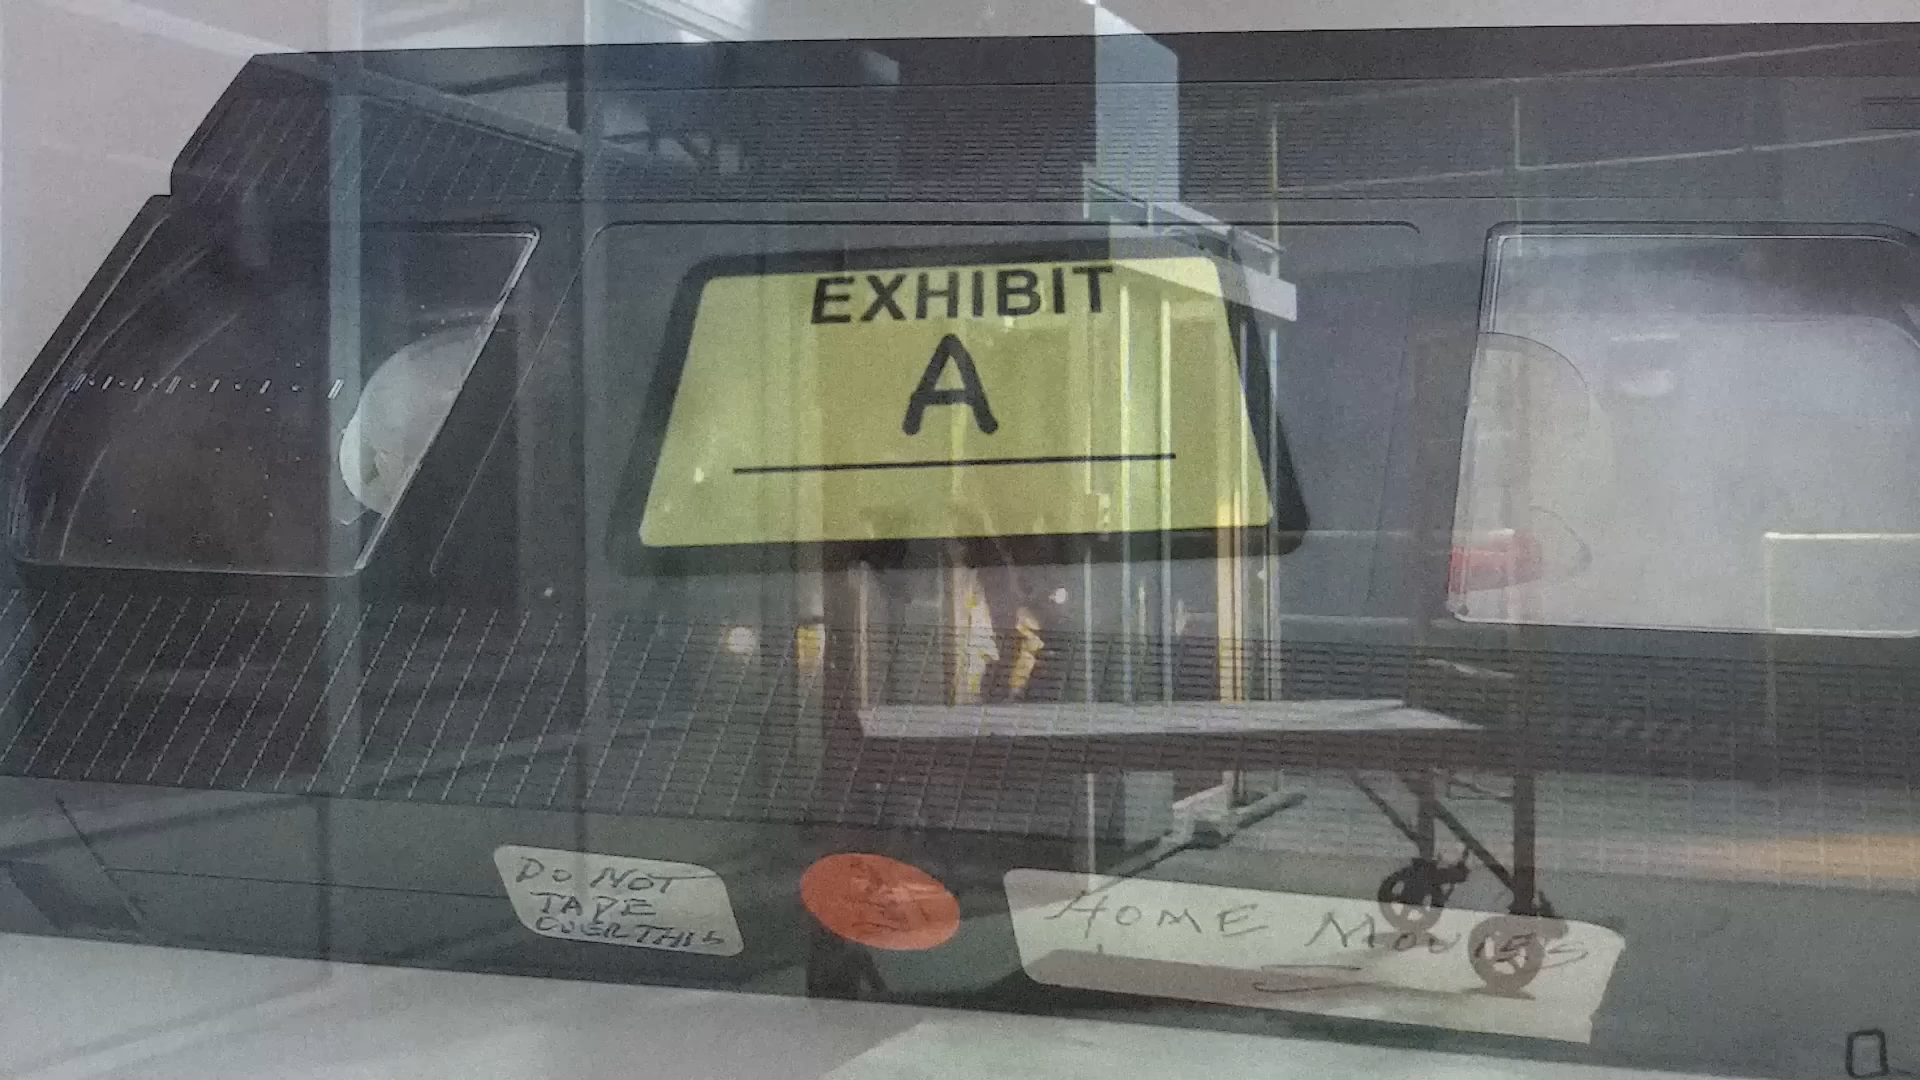 EXHIBIT
A
DO NOT
TAPE
OVER THIS
HOME MOVIES